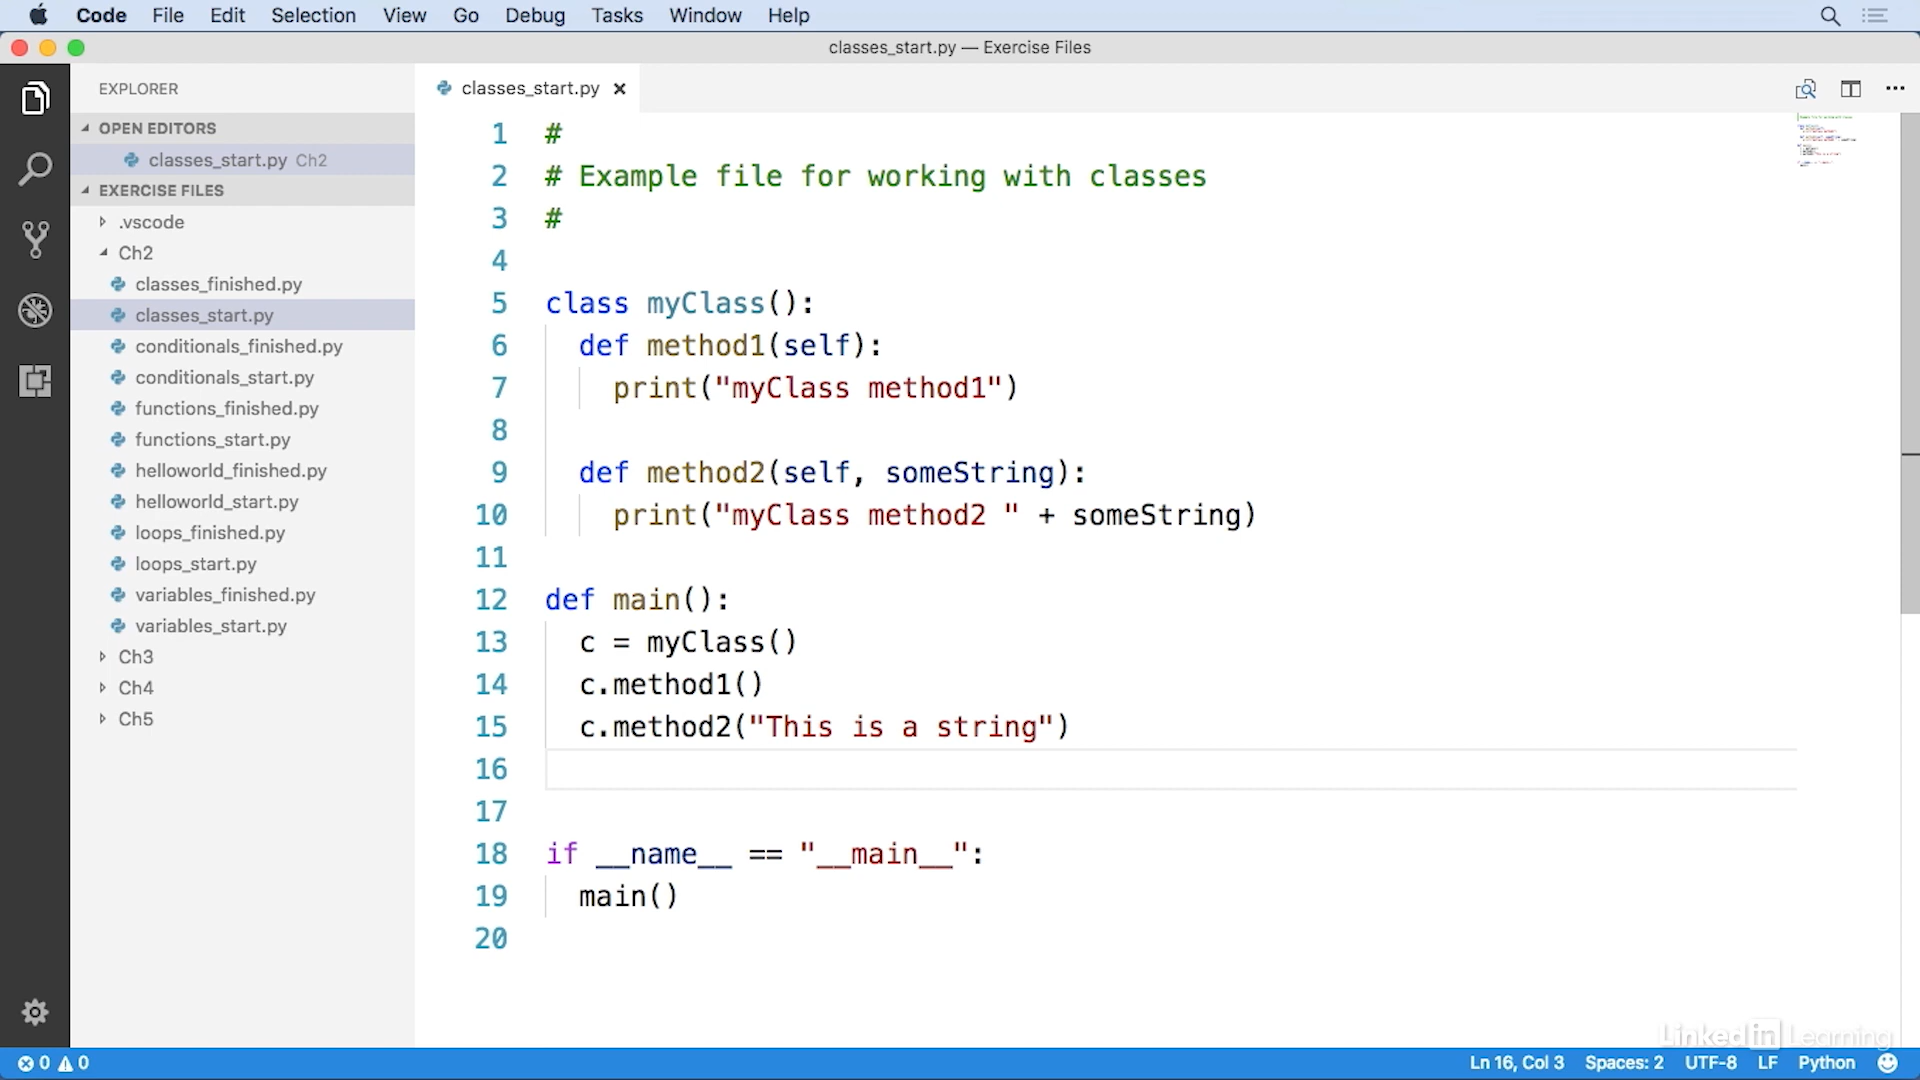 Code File Edit Selection View Go Debug Tasks Window Help
classes_start.py — Exercise Files
EXPLORER
OPEN EDITORS
classes_start.py Ch2
EXERCISE FILES
.vscode
Ch2
classes_finished.py
classes_start.py
conditionals_finished.py
conditionals_start.py
functions_finished.py
functions_start.py
helloworld_finished.py
helloworld_start.py
loops_finished.py
loops_start.py
variables_finished.py
variables_start.py
Ch3
Ch4
Ch5
classes_start.py
1 #
2 # Example file for working with classes
3 #
4
5 class myClass():
6   def method1(self):
7     print("myClass method1")
8
9   def method2(self, someString):
10     print("myClass method2 " + someString)
11
12 def main():
13   c = myClass()
14   c.method1()
15   c.method2("This is a string")
16
17
18 if __name__ == "__main__":
19   main()
20
Linked in Learning
0 0 Ln 16, Col 3 Spaces: 2 UTF-8 LF Python